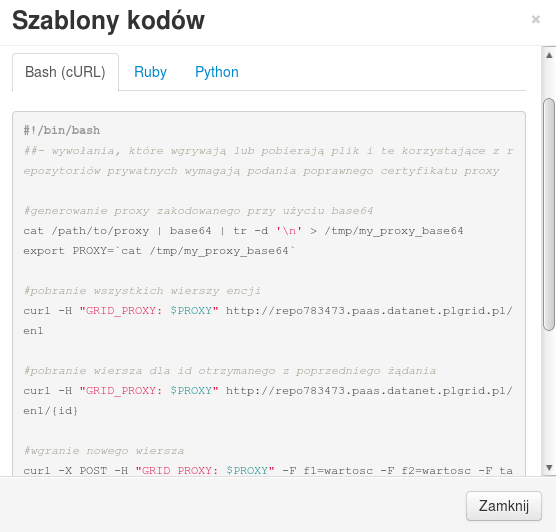 Szablony kodów
×
Bash (cURL) Ruby Python
#!/bin/bash
##- wywołania, które wgrywają lub pobierają plik i te korzystające z r
epozytoriów prywatnych wymagają podania poprawnego certyfikatu proxy
#generowanie proxy zakodowanego przy użyciu base64
cat /path/to/proxy | base64 | tr -d '\n' > /tmp/my_proxy_base64
export PROXY=`cat /tmp/my_proxy_base64`
#pobranie wszystkich wierszy encji
curl -H "GRID_PROXY: $PROXY" http://repo783473.paas.datanet.plgrid.pl/
en1
#pobranie wiersza dla id otrzymanego z poprzedniego żądania
curl -H "GRID_PROXY: $PROXY" http://repo783473.paas.datanet.plgrid.pl/
en1/{id}
#wgranie nowego wiersza
curl -X POST -H "GRID_PROXY: $PROXY" -F f1=wartosc -F f2=wartosc -F ta
Zamknij